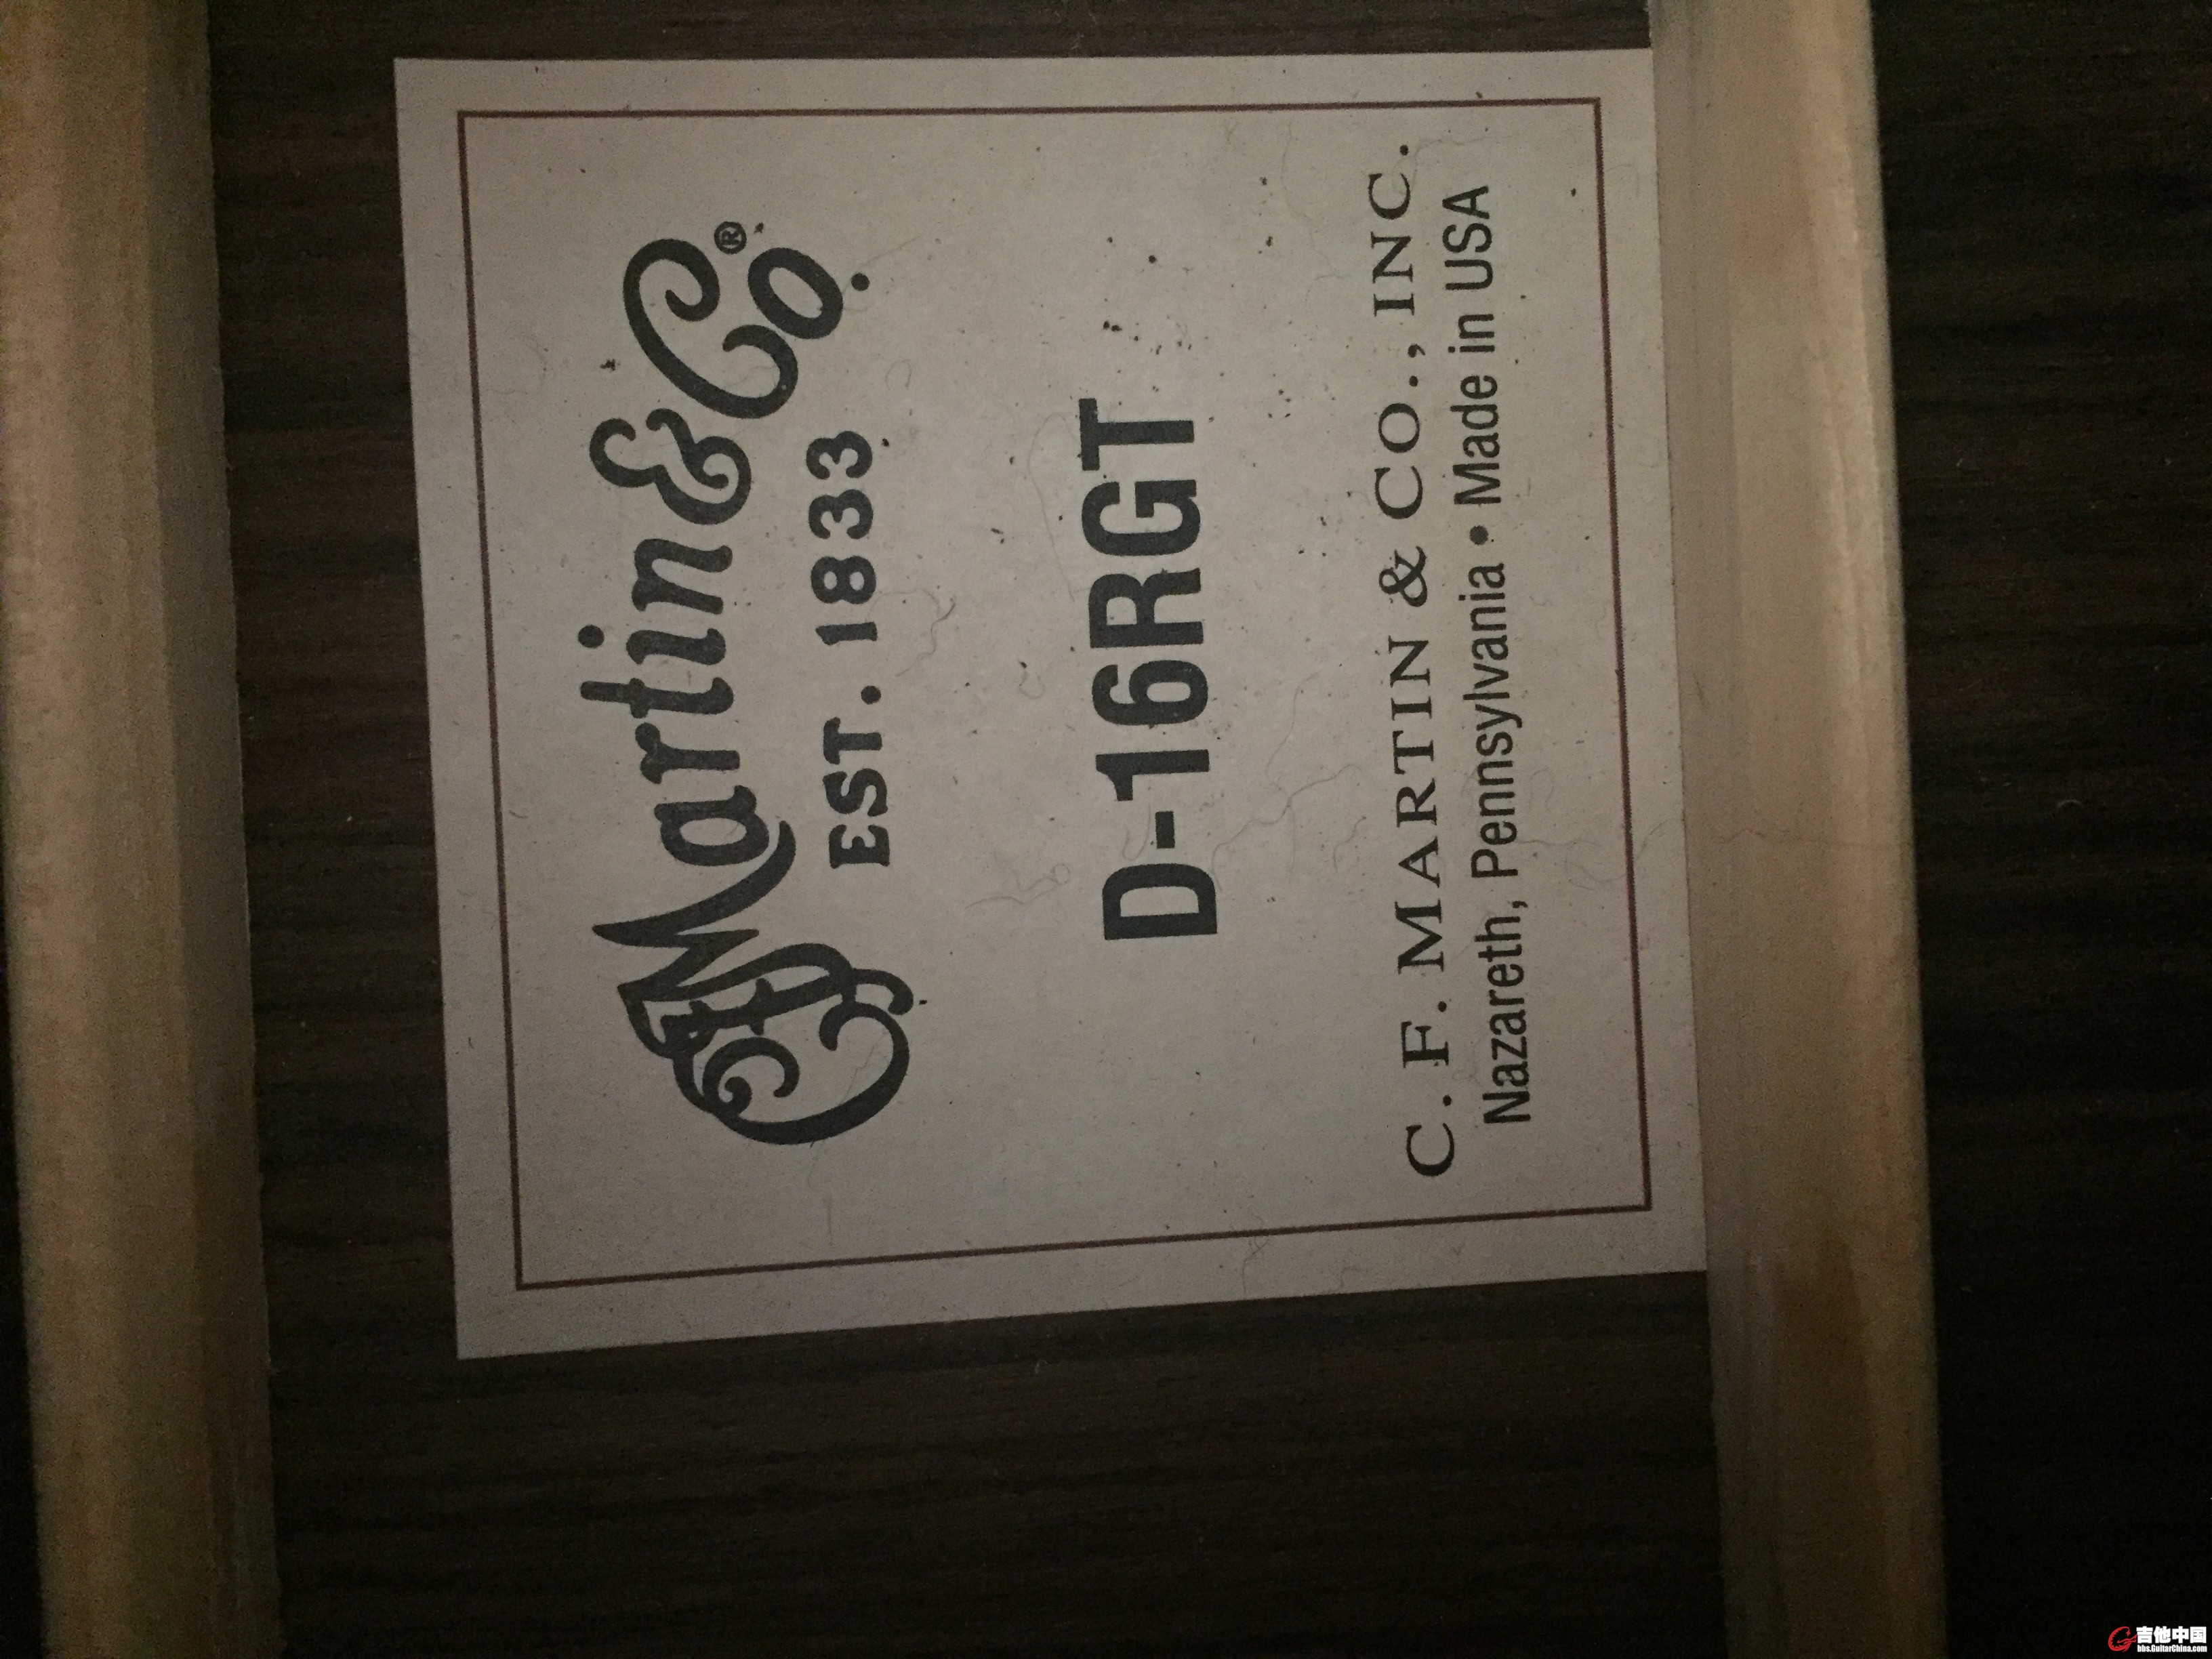 CFMartin & Co.®
EST. 1833
D-16RGT
C. F. MARTIN & CO., INC.
Nazareth, Pennsylvania • Made in USA
吉他中国
bbs.GuitarChina.com